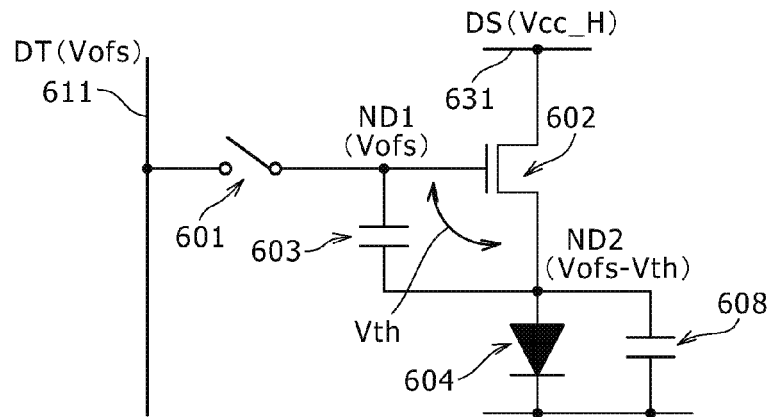 DS(Vcc_H)
DT(Vofs)
611
631
ND1
(Vofs)
602
601
603
ND2
(Vofs-Vth)
Vth
608
604